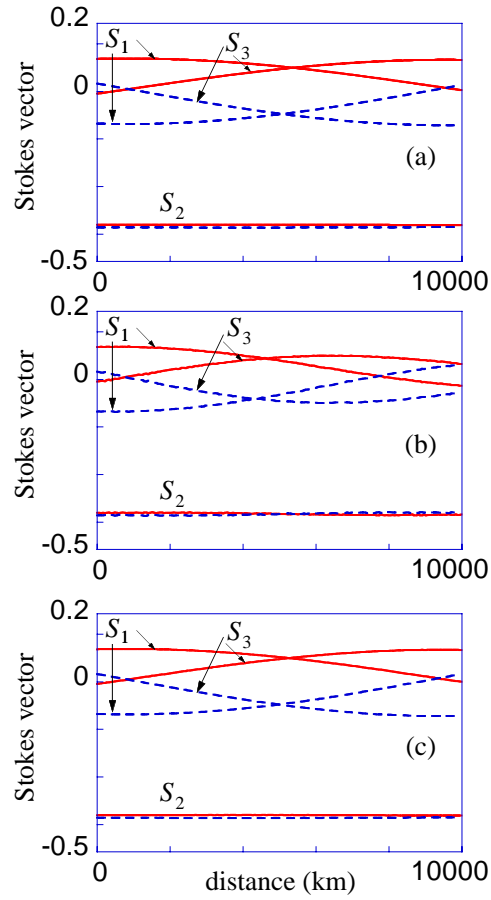 0.2
S1 S3
0
Stokes vector
(a)
S2
-0.5
0 10000
0.2
S1 S3
0
Stokes vector
(b)
S2
-0.5
0 10000
0.2
S1 S3
0
Stokes vector
(c)
S2
-0.5
0 distance (km) 10000